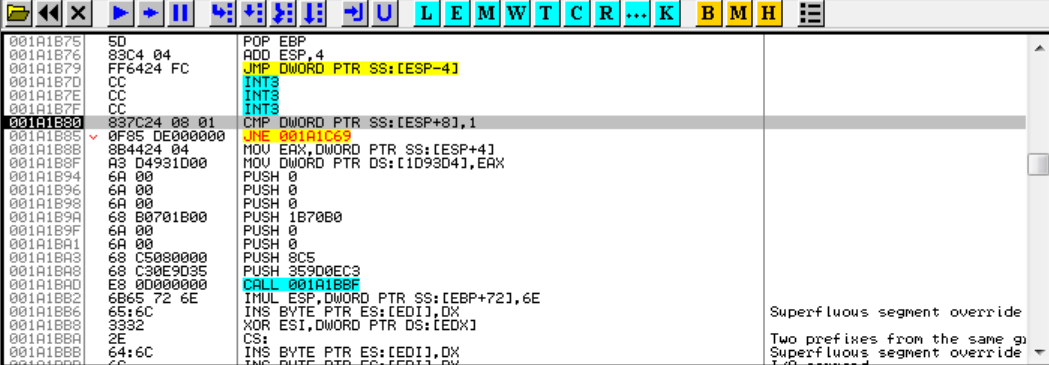 L E M W T C R ... K B M H
001A1B75 5D POP EBP
001A1B76 83C4 04 ADD ESP,4
001A1B79 FF6424 FC JMP DWORD PTR SS:[ESP-4]
001A1B7D CC INT3
001A1B7E CC INT3
001A1B7F CC INT3
001A1B80 837C24 08 01 CMP DWORD PTR SS:[ESP+8],1
001A1B85 0F85 DE000000 JNE 001A1C69
001A1B8B 8B4424 04 MOV EAX,DWORD PTR SS:[ESP+4]
001A1B8F A3 D4931D00 MOV DWORD PTR DS:[1D93D4],EAX
001A1B94 6A 00 PUSH 0
001A1B96 6A 00 PUSH 0
001A1B98 6A 00 PUSH 0
001A1B9A 68 B0701B00 PUSH 1B70B0
001A1B9F 6A 00 PUSH 0
001A1BA1 6A 00 PUSH 0
001A1BA3 68 C5080000 PUSH 8C5
001A1BA8 68 C30E9D35 PUSH 359D0EC3
001A1BAD E8 0D000000 CALL 001A1BBF
001A1BB2 6B65 72 6E IMUL ESP,DWORD PTR SS:[EBP+72],6E
001A1BB6 65:6C INS BYTE PTR ES:[EDI],DX Superfluous segment override
001A1BB8 3332 XOR ESI,DWORD PTR DS:[EDX]
001A1BBA 2E CS: Two prefixes from the same
001A1BBB 64:6C INS BYTE PTR ES:[EDI],DX Superfluous segment override